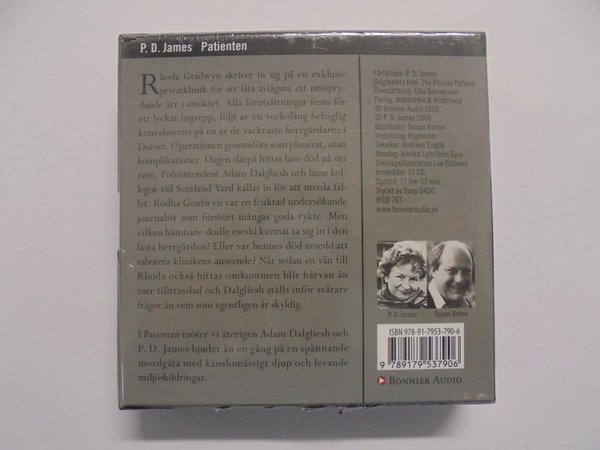 P. D. James Patienten
Rhoda Gradwyn skriver in sig på en exklusiv
privatklinik för att låta avlägsna ett misspry-
dande ärr i ansiktet. Alla förutsättningar finns för
ett lyckat ingrepp, följt av en veckolång behaglig
konvalescens på en av de vackraste herrgårdarna i
Dorset. Operationen genomförs som planerat, utan
komplikationer. Dagen därpå hittas hon död på sitt
rum. Polisintendent Adam Dalgliesh och hans kol-
legor vid Scotland Yard kallas in för att utreda fal-
let. Rodha Gradwyn var en fruktad undersökande
journalist som förstört mångas goda rykte. Men
vilken hämnare skulle osedd kunnat ta sig in i den
låsta herrgården? Eller var hennes död avsedd att
sabotera klinikens anseende? När sedan en vän till
Rhoda också hittas omkommen blir härvan än
mer tilltrasslad och Dalgliesh ställs inför svårare
frågor än vem som egentligen är skyldig.
I Patienten möter vi återigen Adam Dalgliesh och
P. D. James bjuder än en gång på en spännande
mordgåta med känslomässigt djup och levande
miljöskildringar.
Författare: P. D. James
Originalets titel: The Private Patient
Översättning: Ulla Danielsson
Förlag: Wahlström & Widstrand
℗ Bonnier Audio 2009
© P. D. James 2008
Uppläsare: Tomas Bolme
Inspelning: Rigmondo
Tekniker: Andreas Engde
Omslag: Annika Lyth/John Eyre
Omslagsillustration Lee Gibbons
Innehåller: 15 CD
Speltid: 17 tim 33 min
Tryckt av Sony DADC
IFCD 767
www.bonnieraudio.se
P. D. James
Tomas Bolme
ISBN 978-91-7953-790-6
9 789179 537906
BONNIER AUDIO